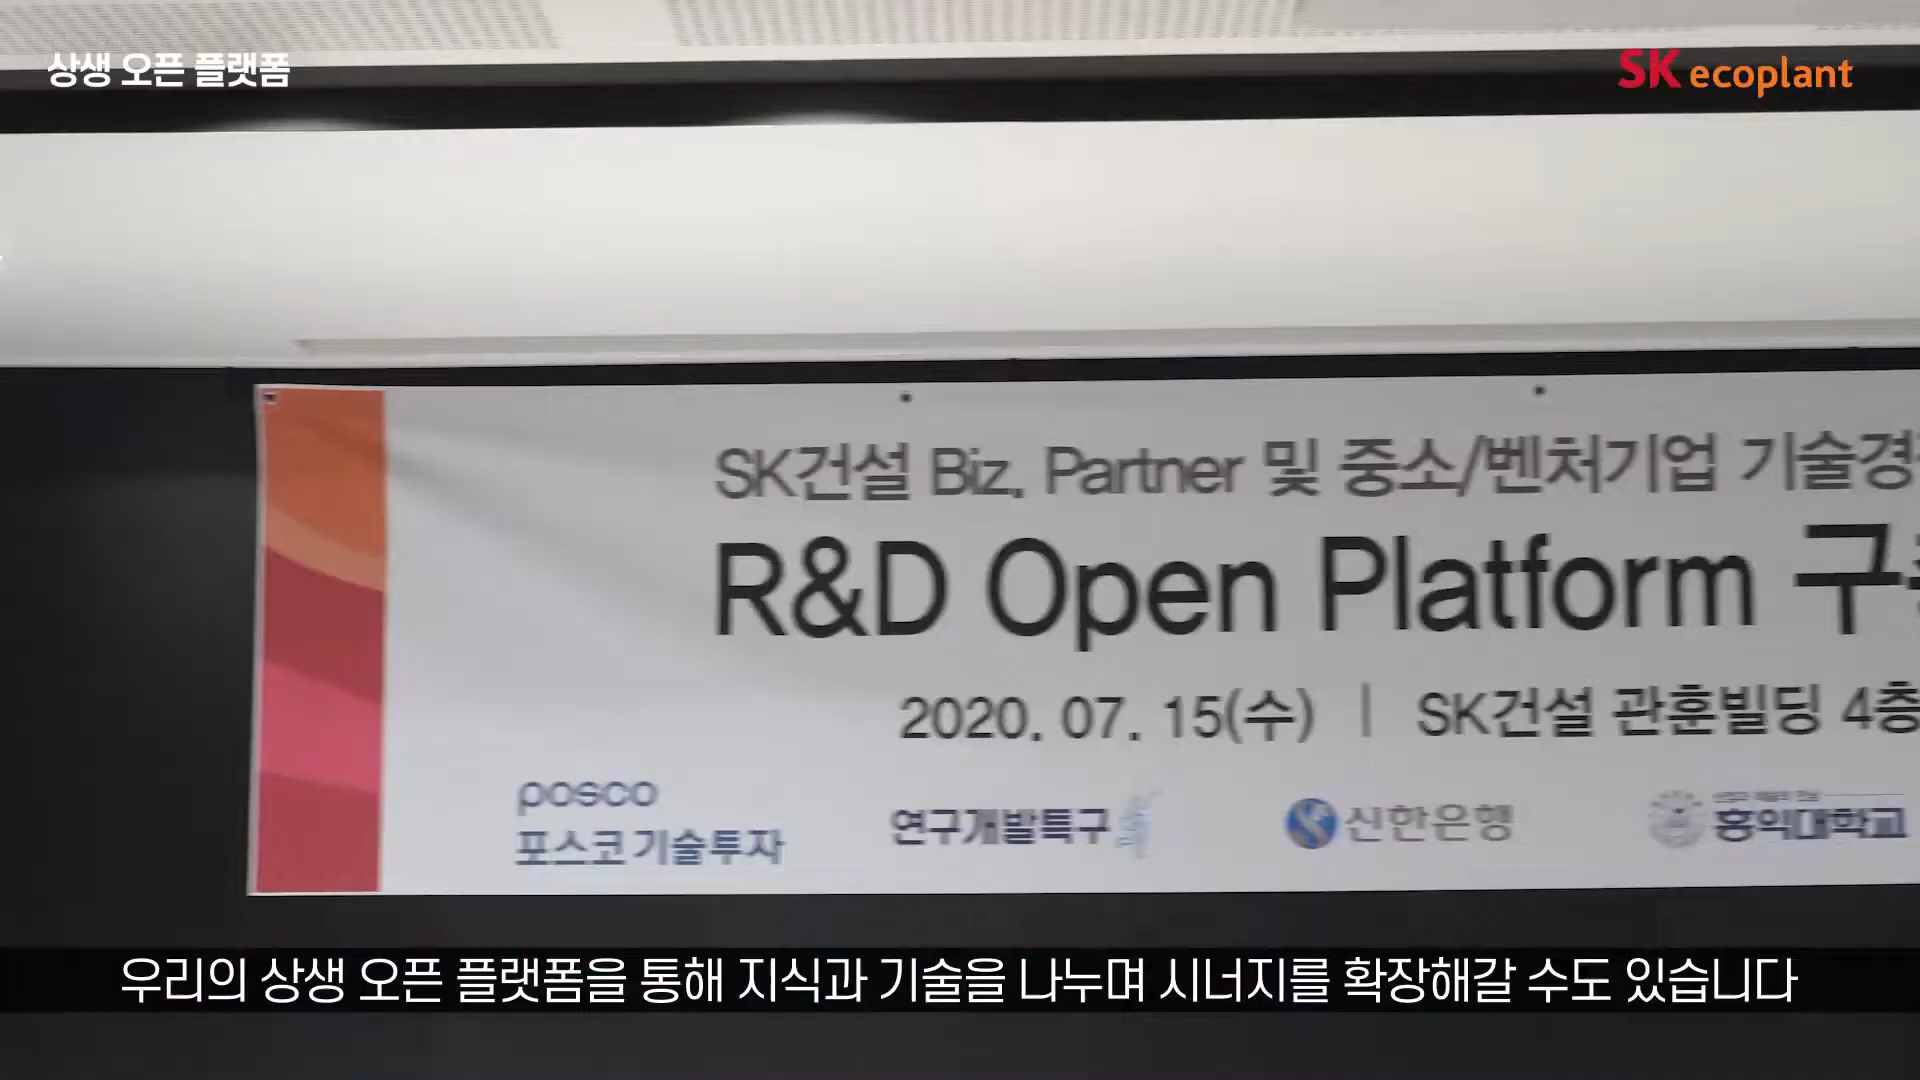 상생 오픈 플랫폼
SK ecoplant
SK건설 Biz. Partner 및 중소/벤처기업 기술경
R&D Open Platform 구
2020. 07. 15(수) | SK건설 관훈빌딩 4층
posco
포스코기술투자
연구개발특구
신한은행
홍익대학교
우리의 상생 오픈 플랫폼을 통해 지식과 기술을 나누며 시너지를 확장해갈 수도 있습니다